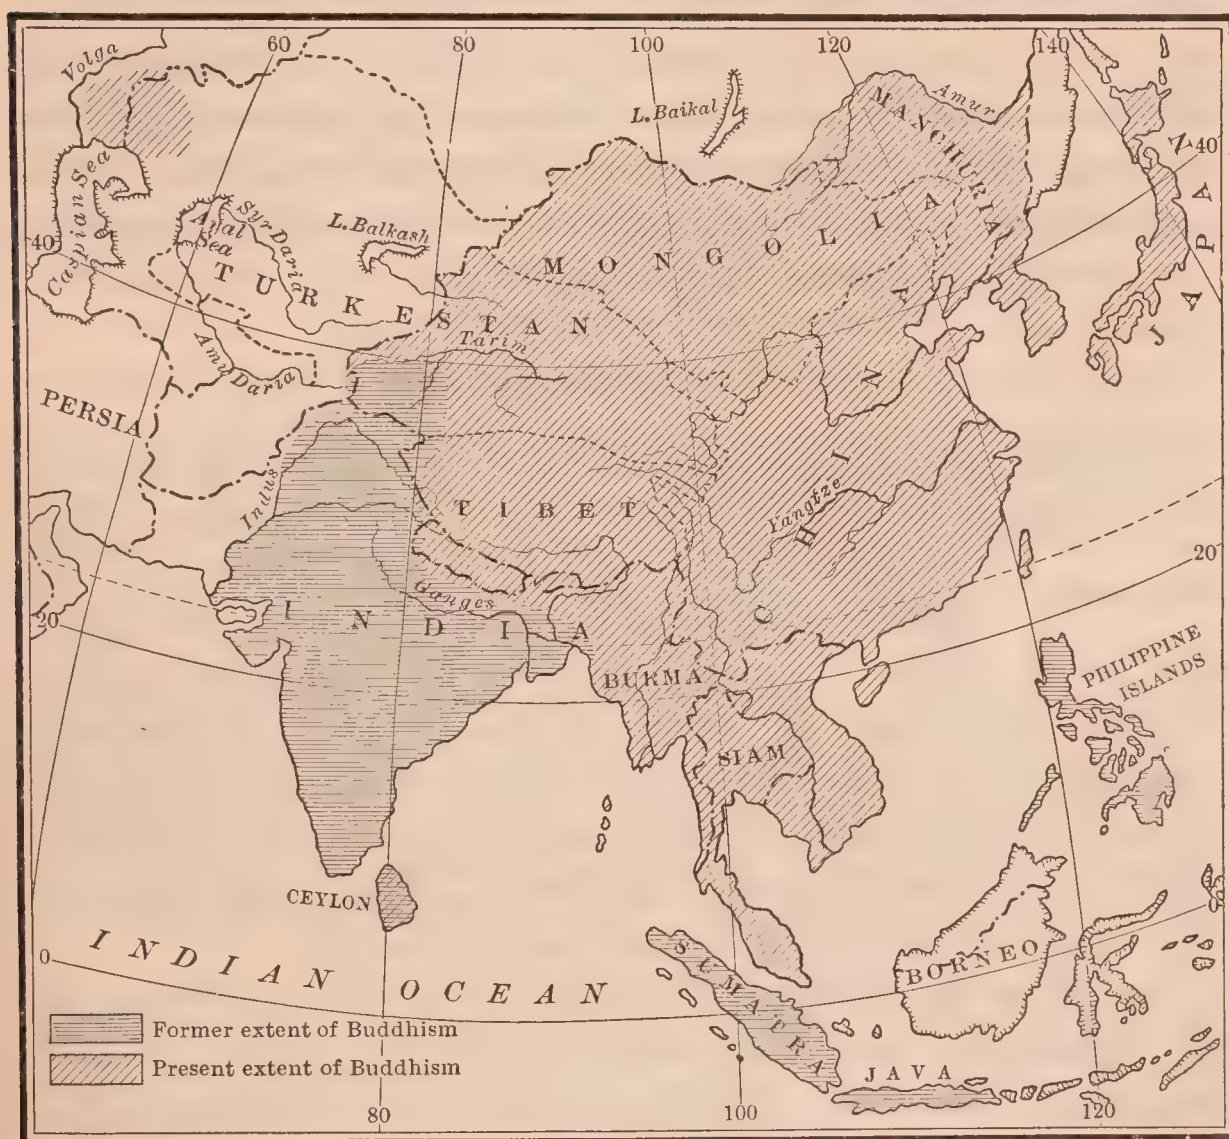 60
80
100
120
140
Volga
L. Baikal
Amur
MANCHURIA
40
Caspian Sea
Aral
Sea
Syr Daria
L. Balkash
40
MONGOLIA
JAPAN
TURKESTAN
Tarim
Amu Daria
PERSIA
CHINA
Indus
TIBET
Yangtze
20
Ganges
INDIA
20
BURMA
PHILIPPINE
ISLANDS
SIAM
CEYLON
0
SUMATRA
BORNEO
0
INDIAN OCEAN
Former extent of Buddhism
Present extent of Buddhism
JAVA
80
100
120